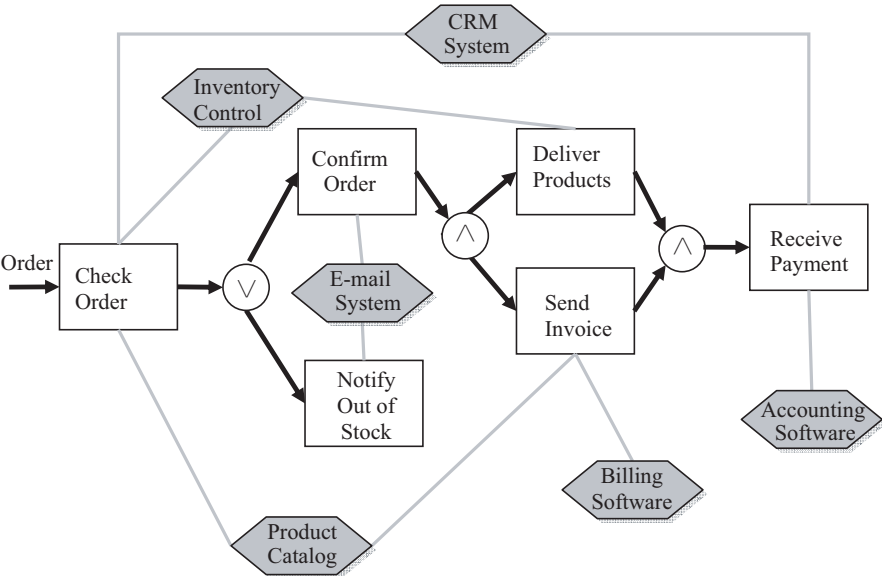 CRM
System
Inventory
Control
Confirm
Order
Deliver
Products
∧
∧
Order
Check
Order
∨
E-mail
System
Send
Invoice
Receive
Payment
Notify
Out of
Stock
Accounting
Software
Billing
Software
Product
Catalog